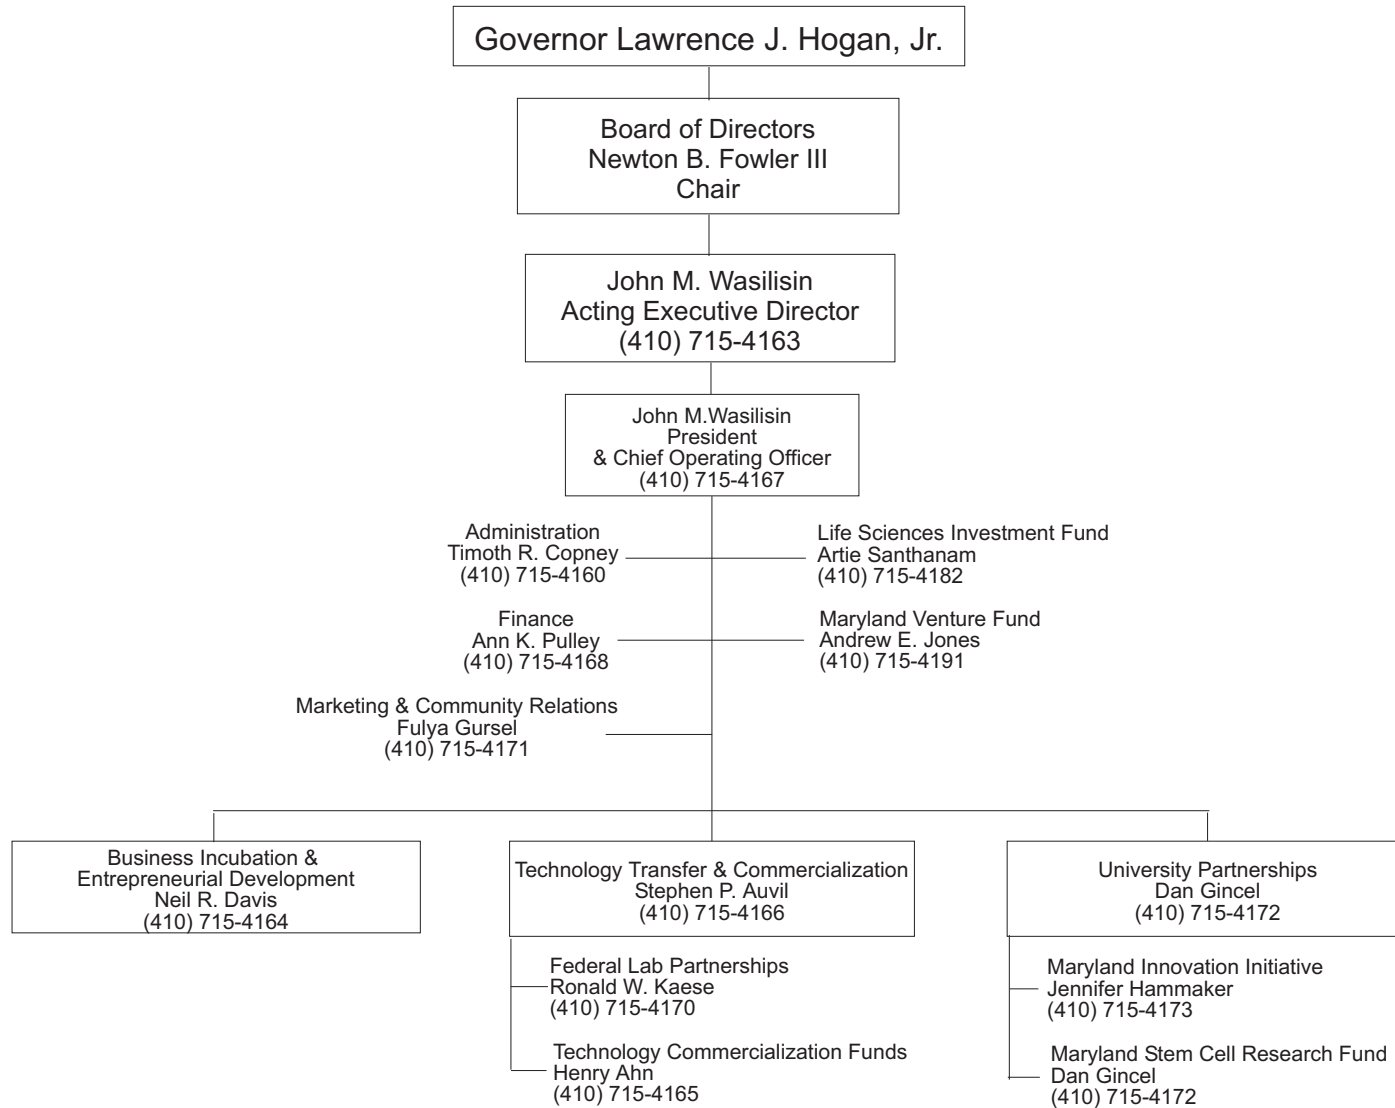 Governor Lawrence J. Hogan, Jr.
Board of Directors
Newton B. Fowler III
Chair
John M. Wasilisin
Acting Executive Director
(410) 715-4163
John M.Wasilisin
President
& Chief Operating Officer
(410) 715-4167
Administration
Timoth R. Copney
(410) 715-4160
Life Sciences Investment Fund
Artie Santhanam
(410) 715-4182
Finance
Ann K. Pulley
(410) 715-4168
Maryland Venture Fund
Andrew E. Jones
(410) 715-4191
Marketing & Community Relations
Fulya Gursel
(410) 715-4171
Business Incubation &
Entrepreneurial Development
Neil R. Davis
(410) 715-4164
Technology Transfer & Commercialization
Stephen P. Auvil
(410) 715-4166
Federal Lab Partnerships
Ronald W. Kaese
(410) 715-4170
Technology Commercialization Funds
Henry Ahn
(410) 715-4165
University Partnerships
Dan Gincel
(410) 715-4172
Maryland Innovation Initiative
Jennifer Hammaker
(410) 715-4173
Maryland Stem Cell Research Fund
Dan Gincel
(410) 715-4172